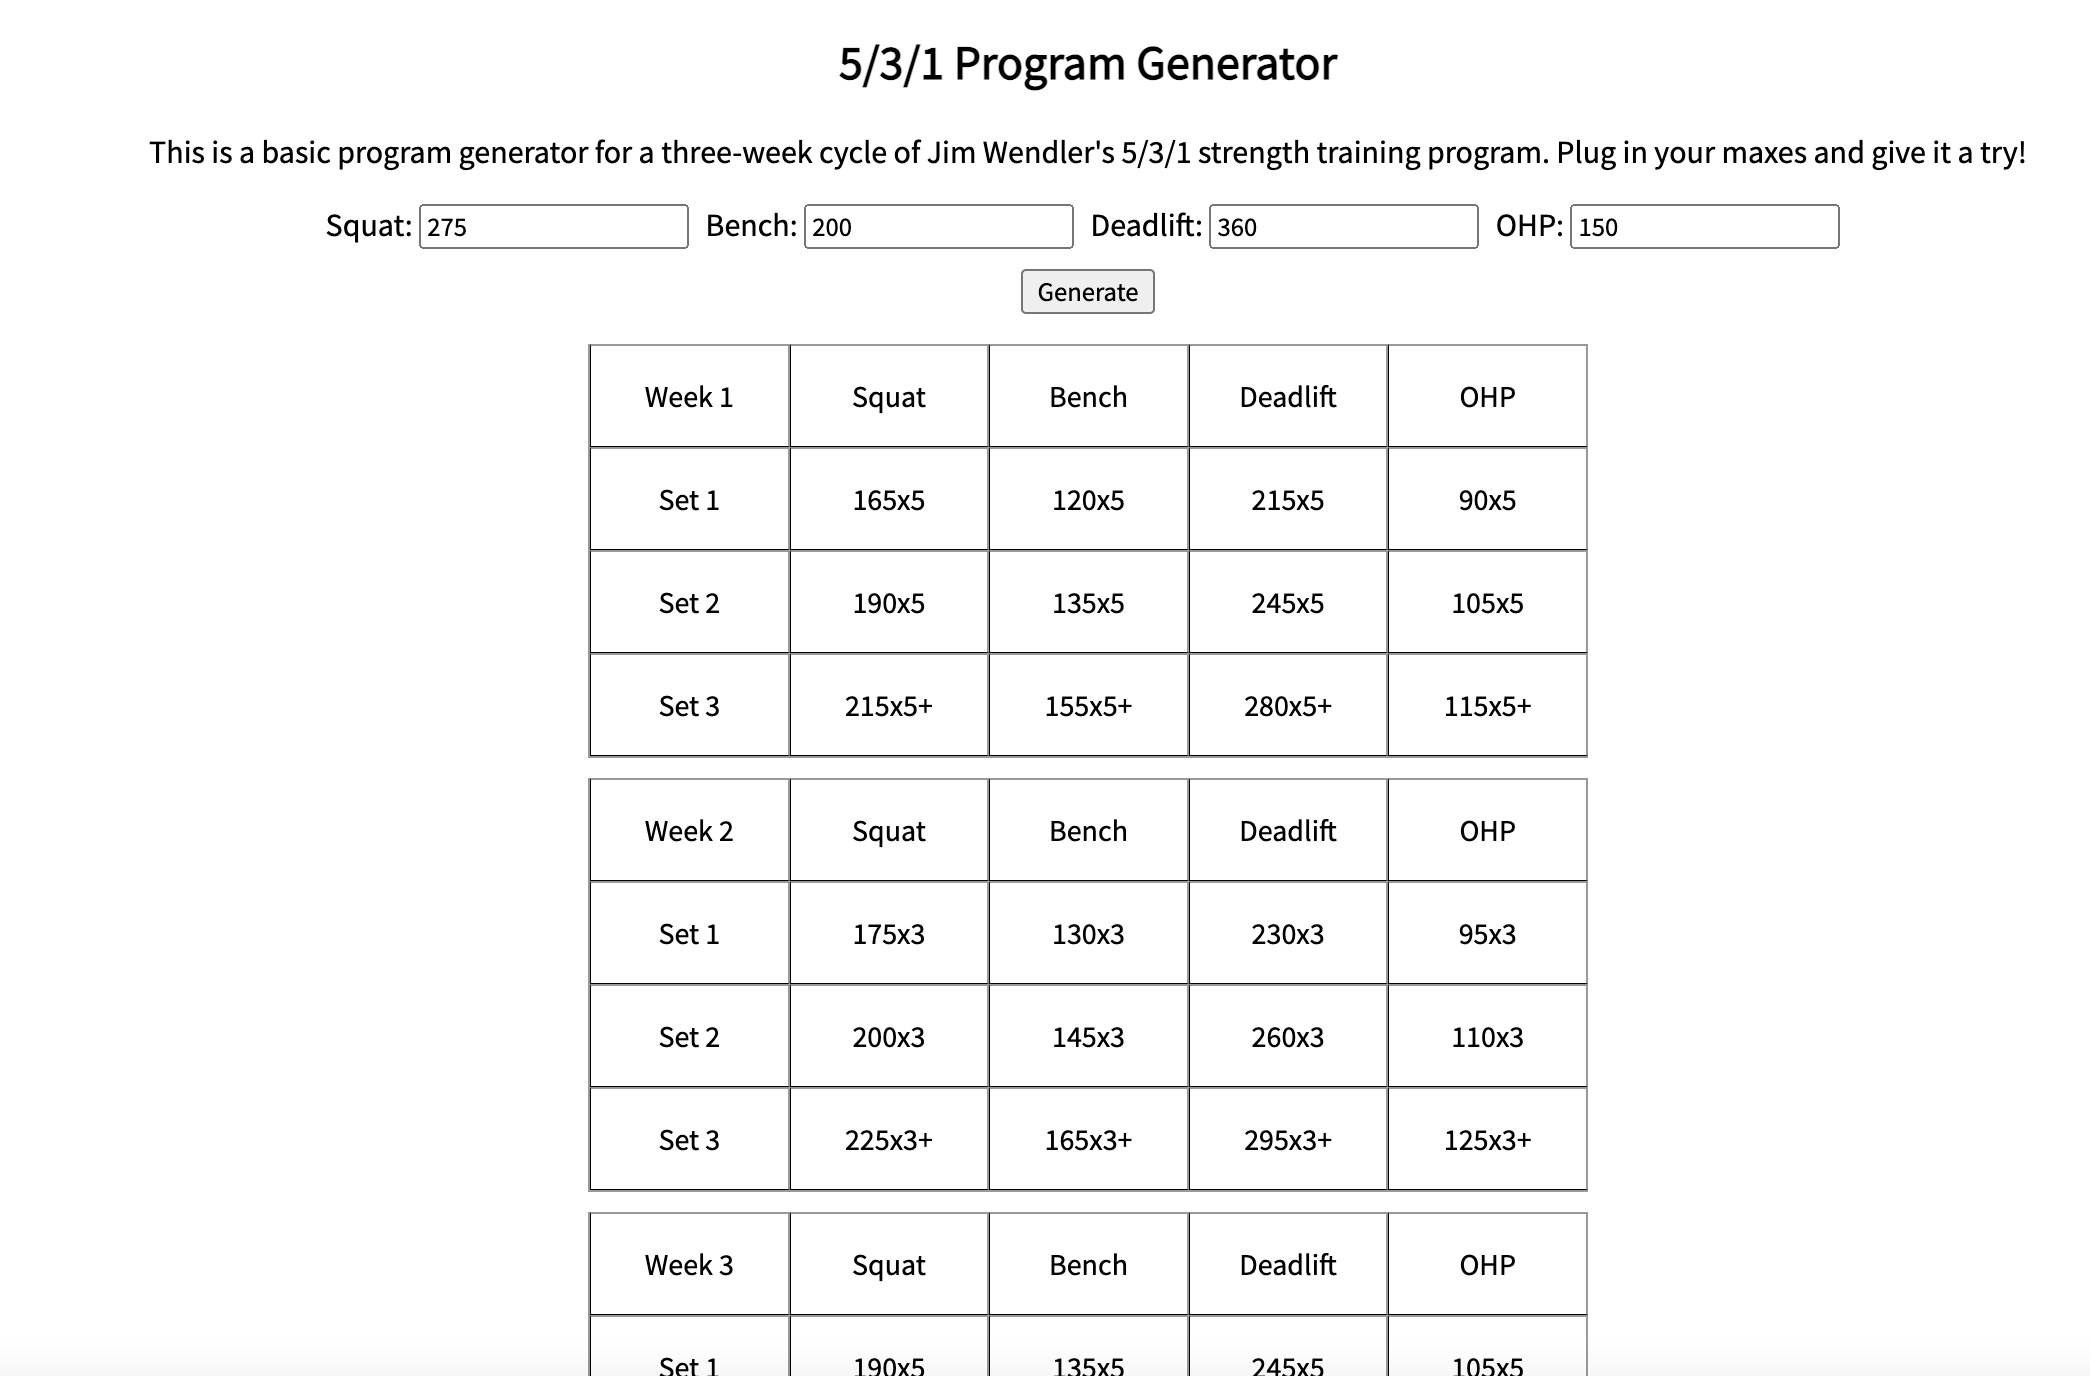 5/3/1 Program Generator
This is a basic program generator for a three-week cycle of Jim Wendler's 5/3/1 strength training program. Plug in your maxes and give it a try!
Squat: 275 Bench: 200 Deadlift: 360 OHP: 150
Generate
Week 1 Squat Bench Deadlift OHP
Set 1 165x5 120x5 215x5 90x5
Set 2 190x5 135x5 245x5 105x5
Set 3 215x5+ 155x5+ 280x5+ 115x5+
Week 2 Squat Bench Deadlift OHP
Set 1 175x3 130x3 230x3 95x3
Set 2 200x3 145x3 260x3 110x3
Set 3 225x3+ 165x3+ 295x3+ 125x3+
Week 3 Squat Bench Deadlift OHP
Set 1 190x5 135x5 245x5 105x5